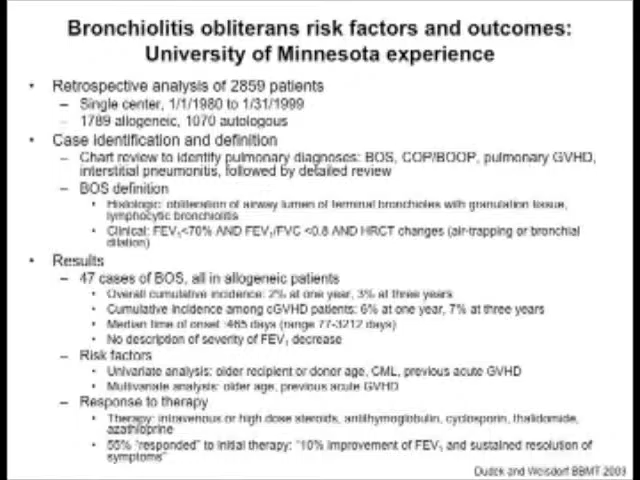 Bronchiolitis obliterans risk factors and outcomes:
University of Minnesota experience
• Retrospective analysis of 2859 patients
– Single center, 1/1/1980 to 1/31/1999
– 1789 allogeneic, 1070 autologous
• Case identification and definition
– Chart review to identify pulmonary diagnoses: BOS, COP/BOOP, pulmonary GVHD,
interstitial pneumonitis, followed by detailed review
– BOS definition
• Histologic: obliteration of airway lumen of terminal bronchioles with granulation tissue,
lymphocytic bronchiolitis
• Clinical: FEV₁<70% AND FEV₁/FVC <0.8 AND HRCT changes (air-trapping or bronchial
dilation)
• Results
– 47 cases of BOS, all in allogeneic patients
• Overall cumulative incidence: 2% at one year, 3% at three years
• Cumulative incidence among cGVHD patients: 6% at one year, 7% at three years
• Median time of onset: 465 days (range 77-3212 days)
• No description of severity of FEV₁ decrease
– Risk factors
• Univariate analysis: older recipient or donor age, CML, previous acute GVHD
• Multivariate analysis: older age, previous acute GVHD
– Response to therapy
• Therapy: intravenous or high dose steroids, antithymoglobulin, cyclosporin, thalidomide,
azathioprine
• 55% "responded" to initial therapy: "10% improvement of FEV₁ and sustained resolution of
symptoms"
Dudek and Weisdorf BBMT 2003